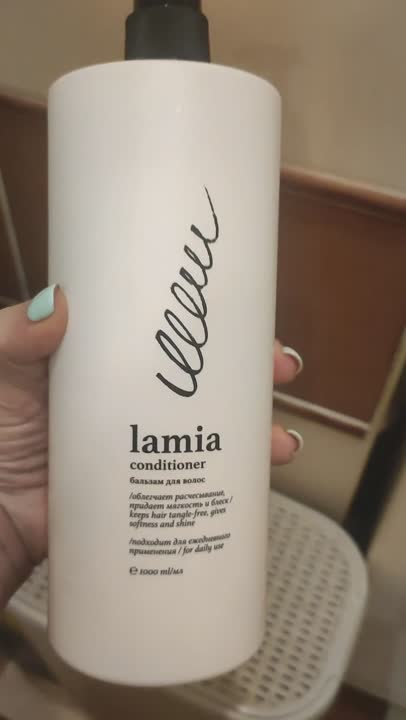 lamia
conditioner
бальзам для волос
/облегчает расчесывание,
придает мягкость и блеск /
keeps hair tangle-free, gives
softness and shine
/подходит для ежедневного
применения / for daily use
℮ 1000 ml/мл